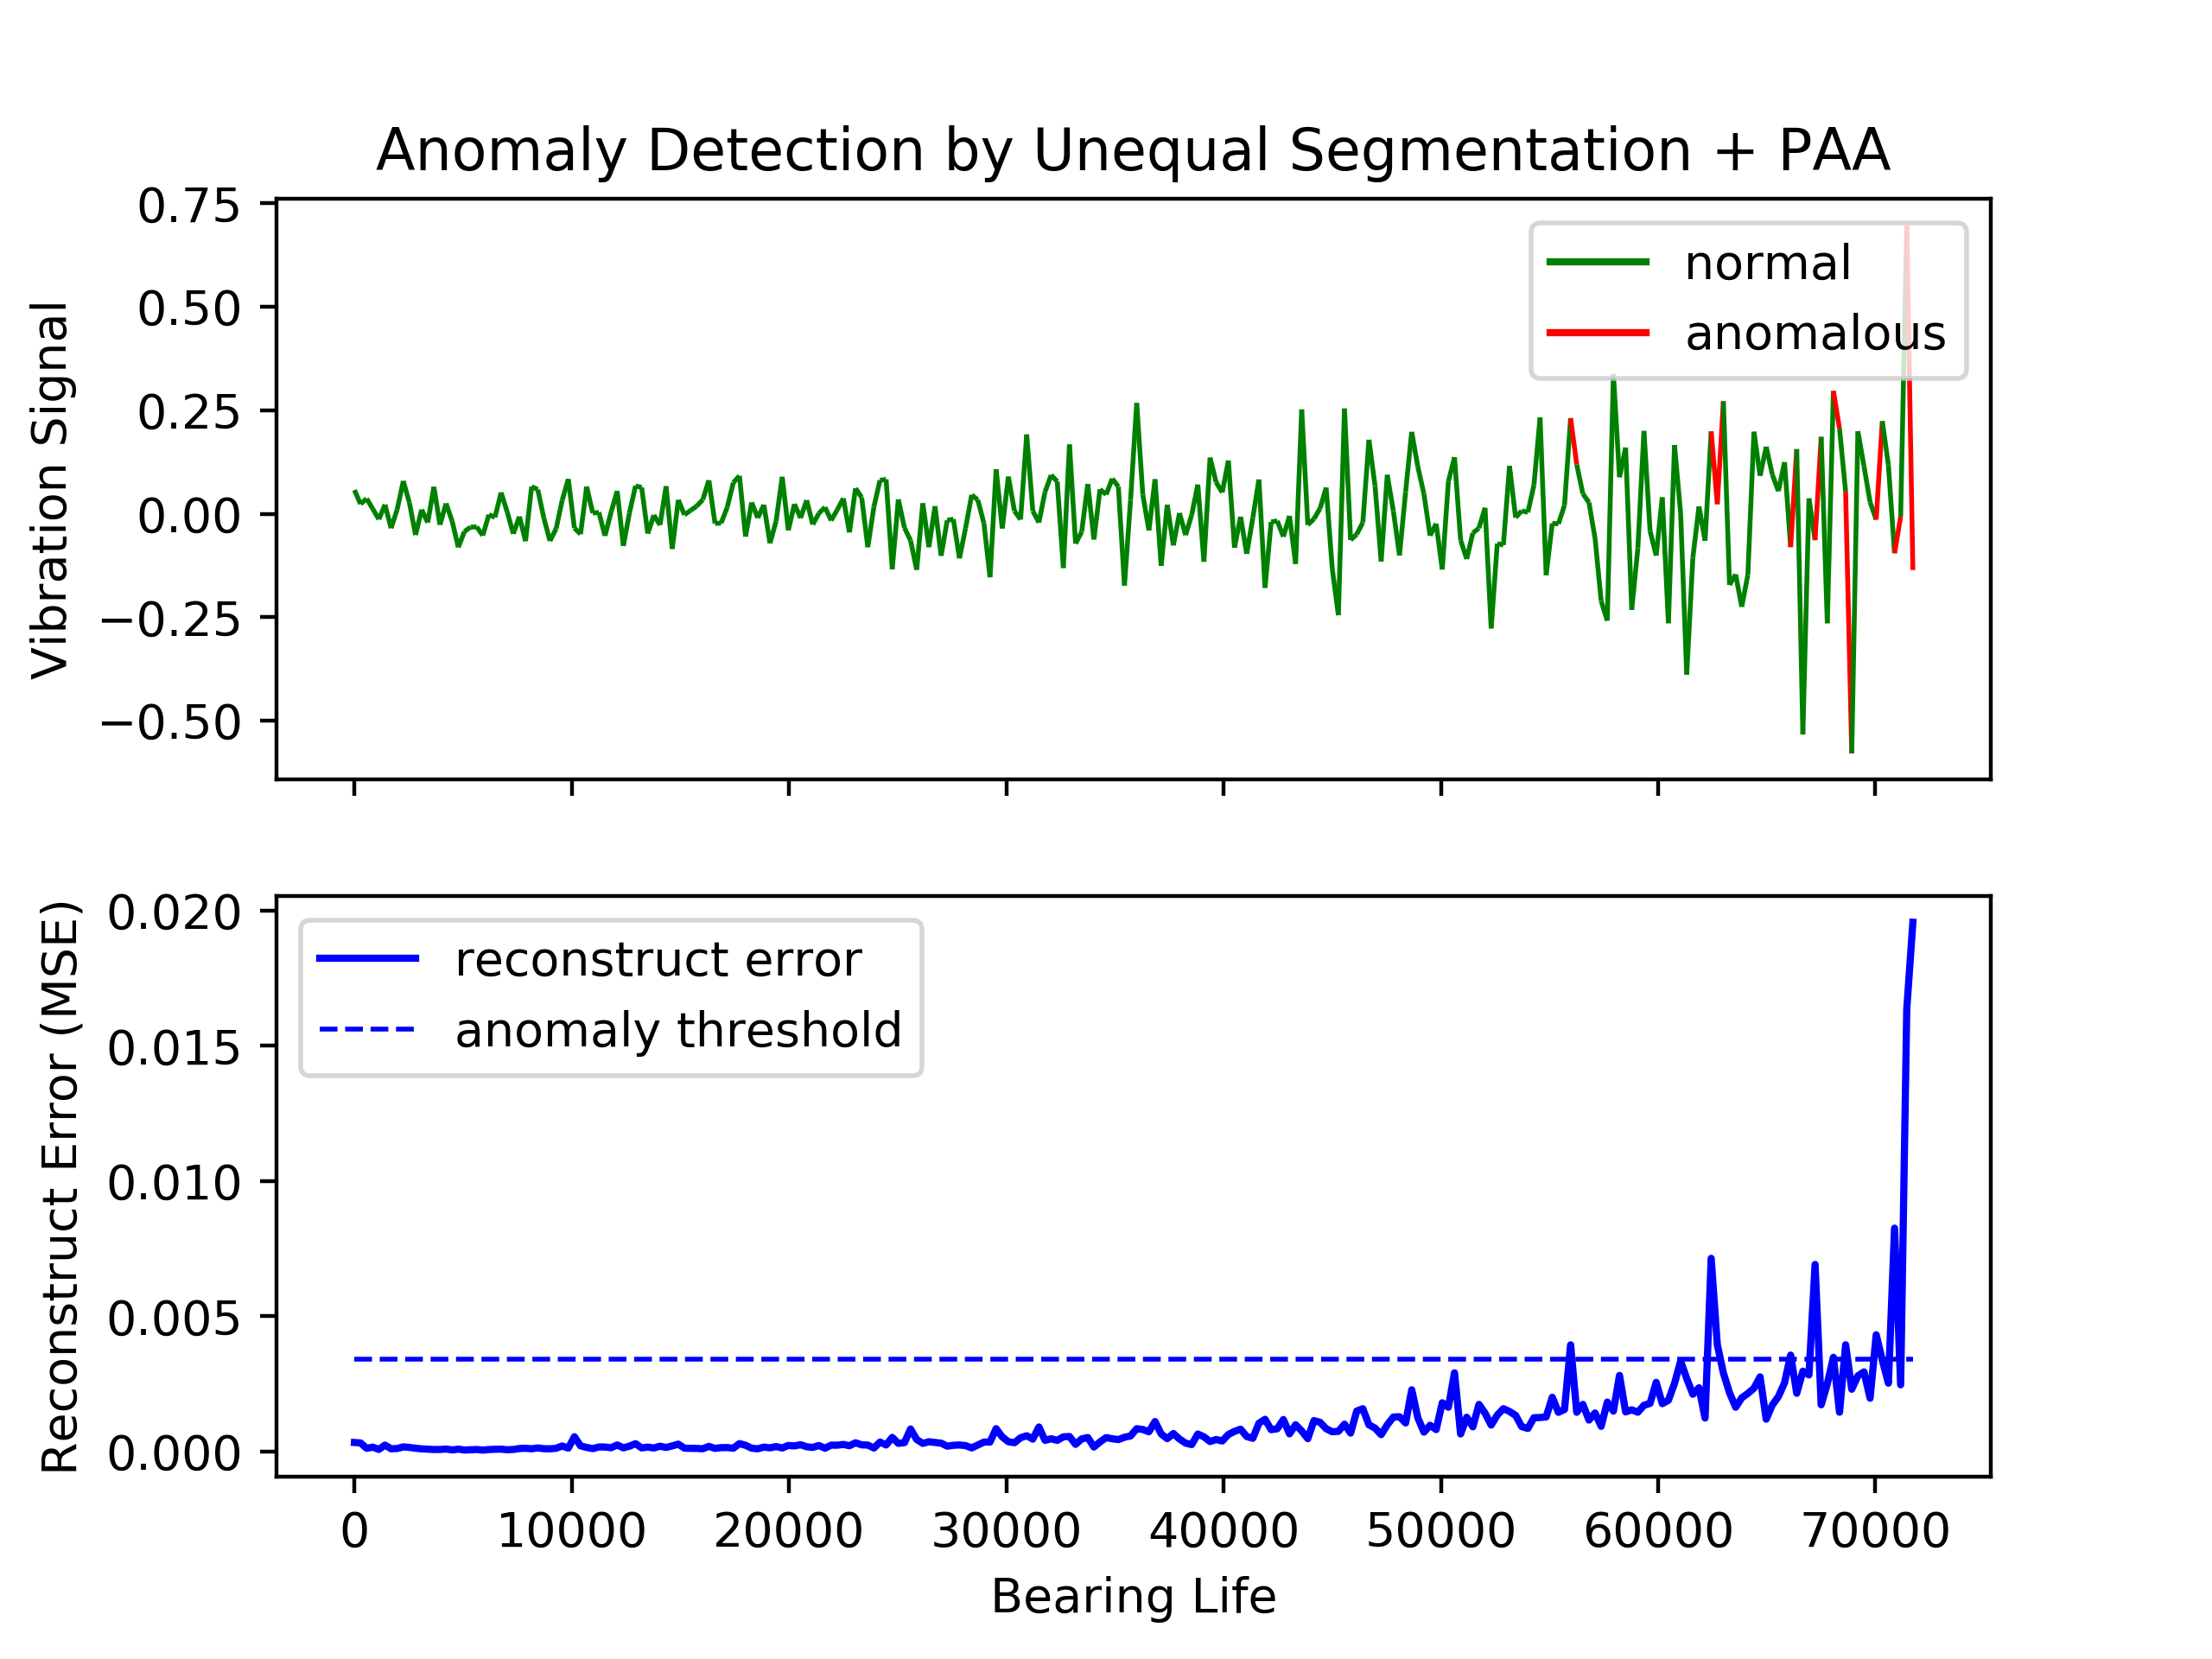 Anomaly Detection by Unequal Segmentation + PAA
0.75
0.50
0.25
0.00
−0.25
−0.50
Vibration Signal
normal
anomalous
0.020
0.015
0.010
0.005
0.000
Reconstruct Error (MSE)
reconstruct error
anomaly threshold
0 10000 20000 30000 40000 50000 60000 70000
Bearing Life